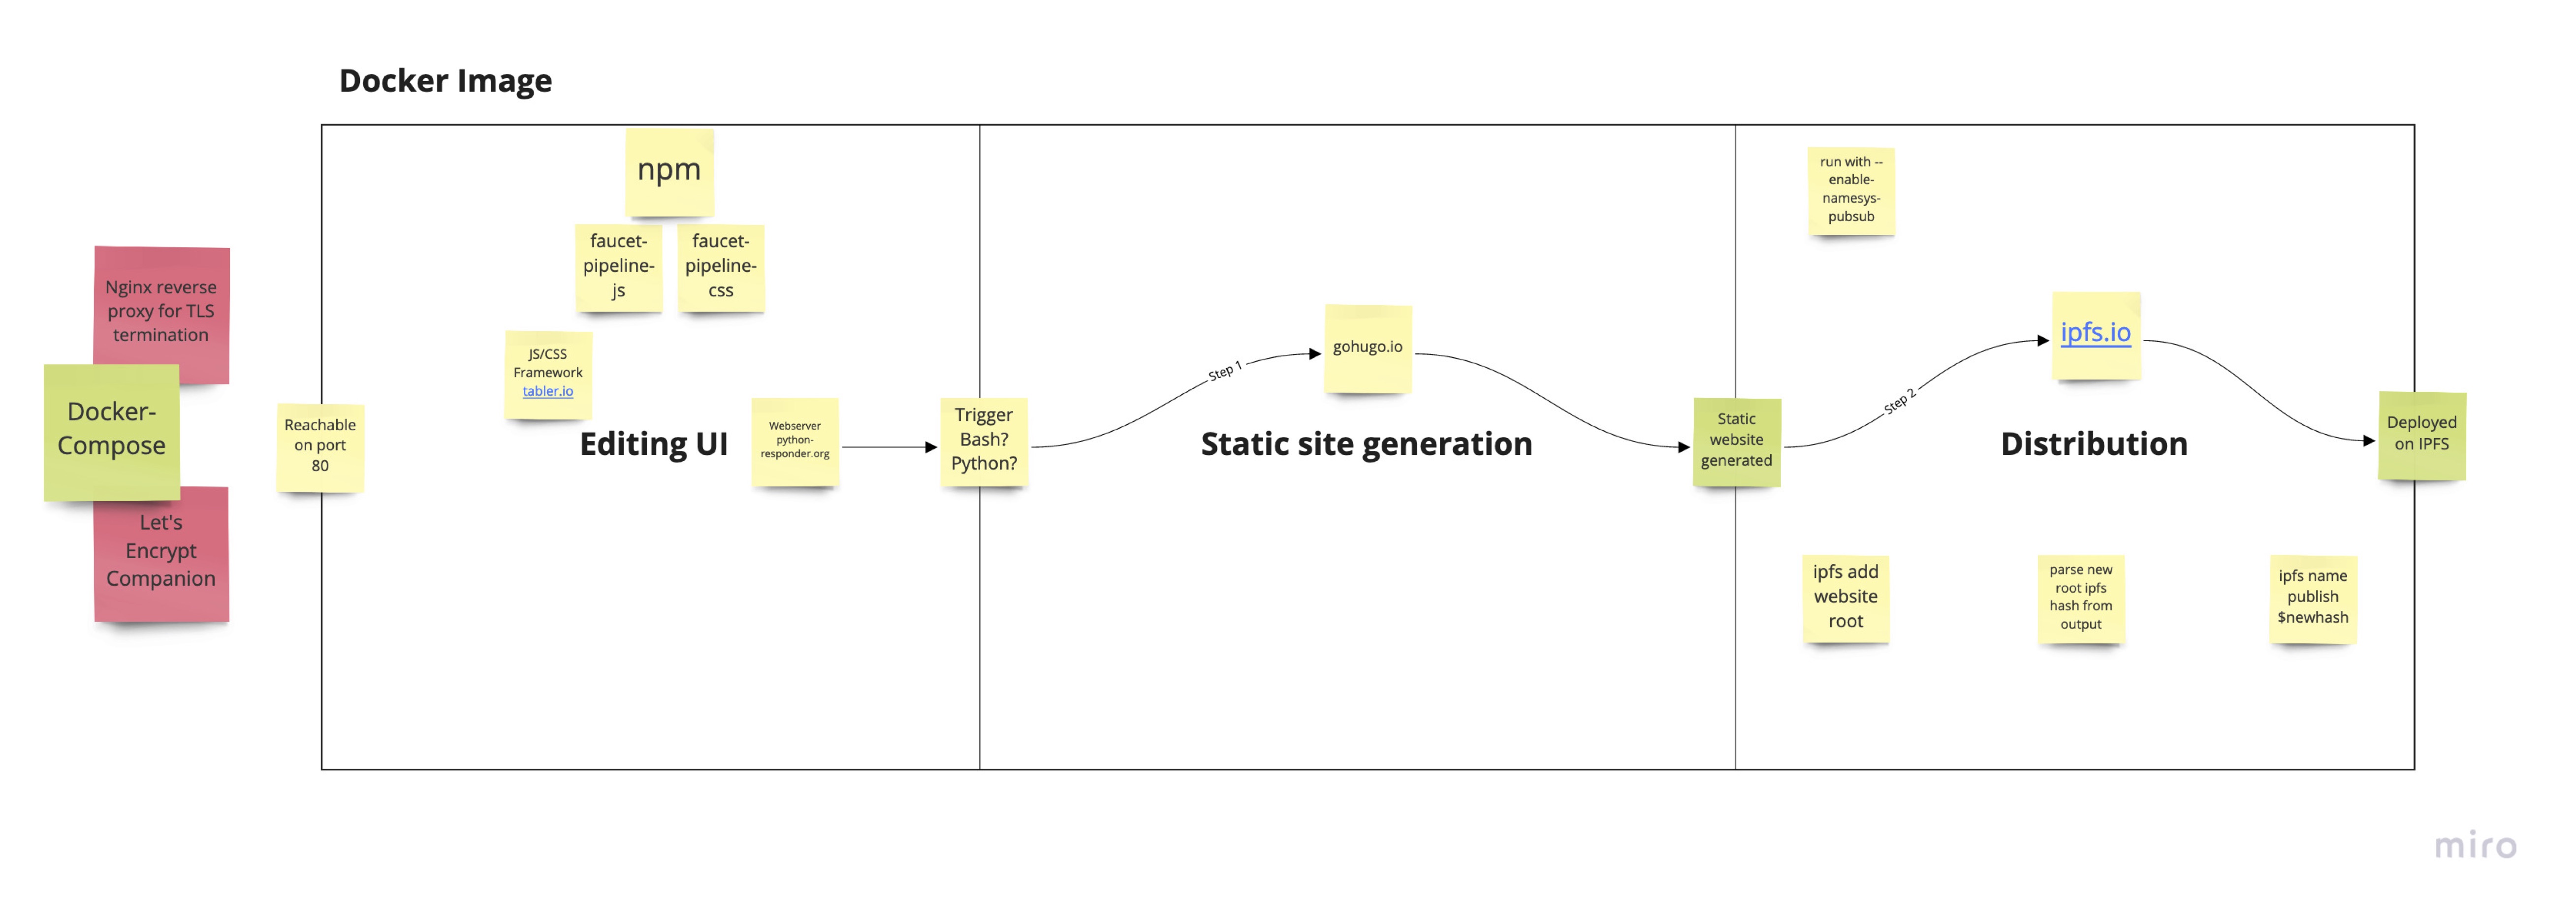 Docker Image
Nginx reverse
proxy for TLS
termination
Docker-
Compose
Let's
Encrypt
Companion
Reachable
on port
80
npm
faucet-
pipeline-
js
faucet-
pipeline-
css
JS/CSS
Framework
tabler.io
Editing UI
Webserver
python-
responder.org
Trigger
Bash?
Python?
Step 1
gohugo.io
Static site generation
Static
website
generated
run with --
enable-
namesys-
pubsub
Step 2
ipfs.io
Distribution
Deployed
on IPFS
ipfs add
website
root
parse new
root ipfs
hash from
output
ipfs name
publish
$newhash
miro